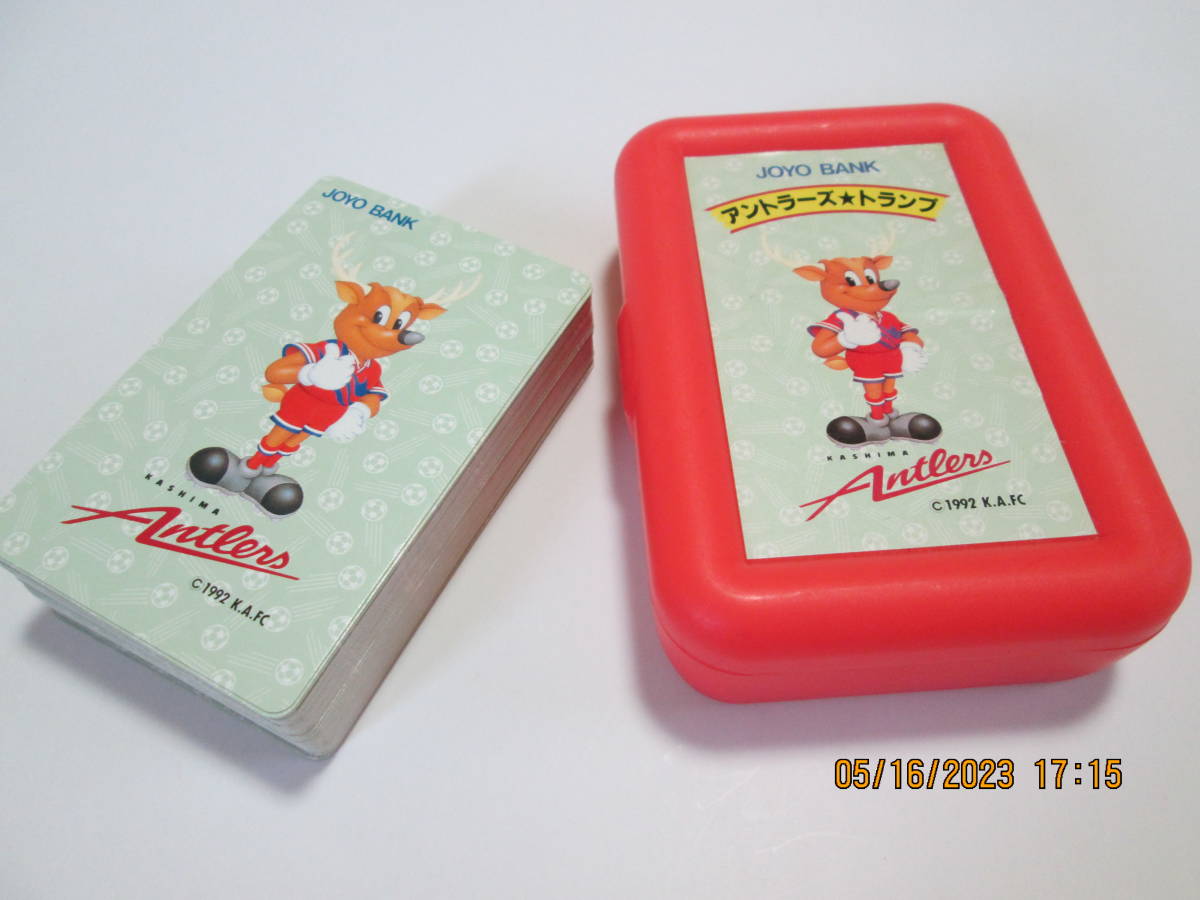 JOYO BANK
KASHIMA
Antlers
C 1992 K.A.FC
JOYO BANK
アントラーズ★トランプ
KASHIMA
Antlers
C 1992 K.A.FC
05/16/2023 17:15